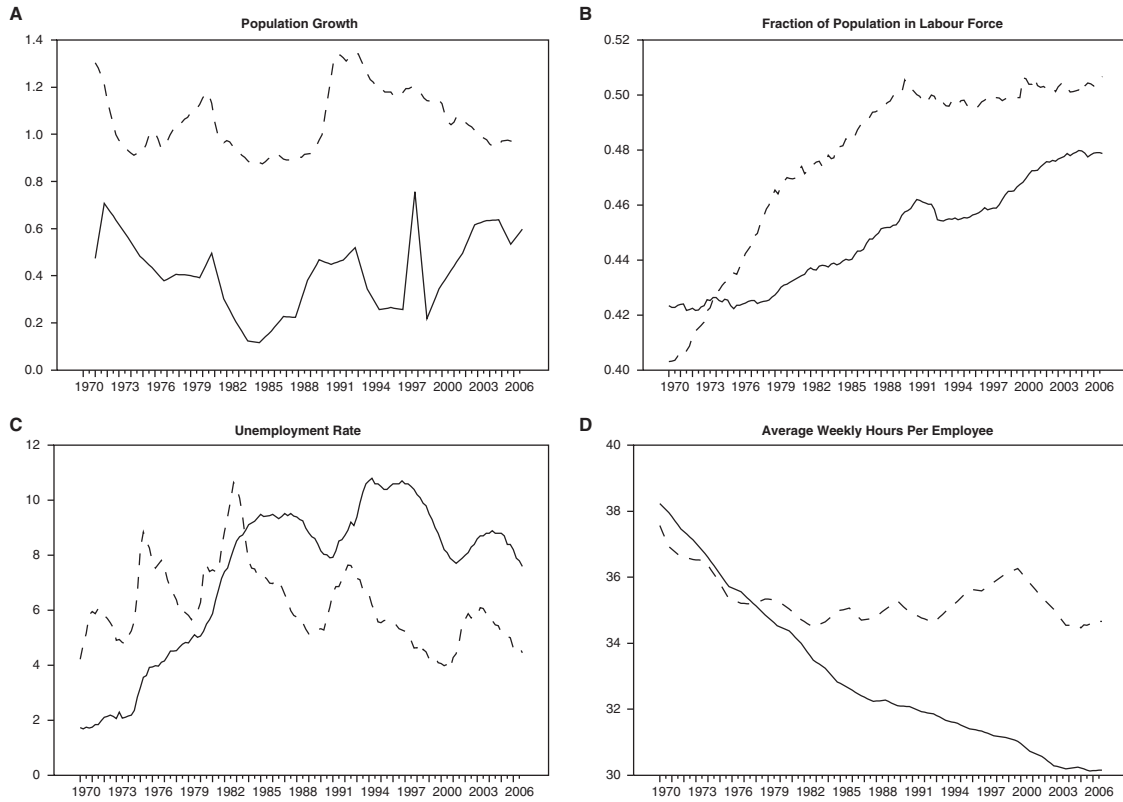 A
Population Growth
1.4
1.2
1.0
0.8
0.6
0.4
0.2
0.0
1970 1973 1976 1979 1982 1985 1988 1991 1994 1997 2000 2003 2006
B
Fraction of Population in Labour Force
0.52
0.50
0.48
0.46
0.44
0.42
0.40
1970 1973 1976 1979 1982 1985 1988 1991 1994 1997 2000 2003 2006
C
Unemployment Rate
12
10
8
6
4
2
0
1970 1973 1976 1979 1982 1985 1988 1991 1994 1997 2000 2003 2006
D
Average Weekly Hours Per Employee
40
38
36
34
32
30
1970 1973 1976 1979 1982 1985 1988 1991 1994 1997 2000 2003 2006